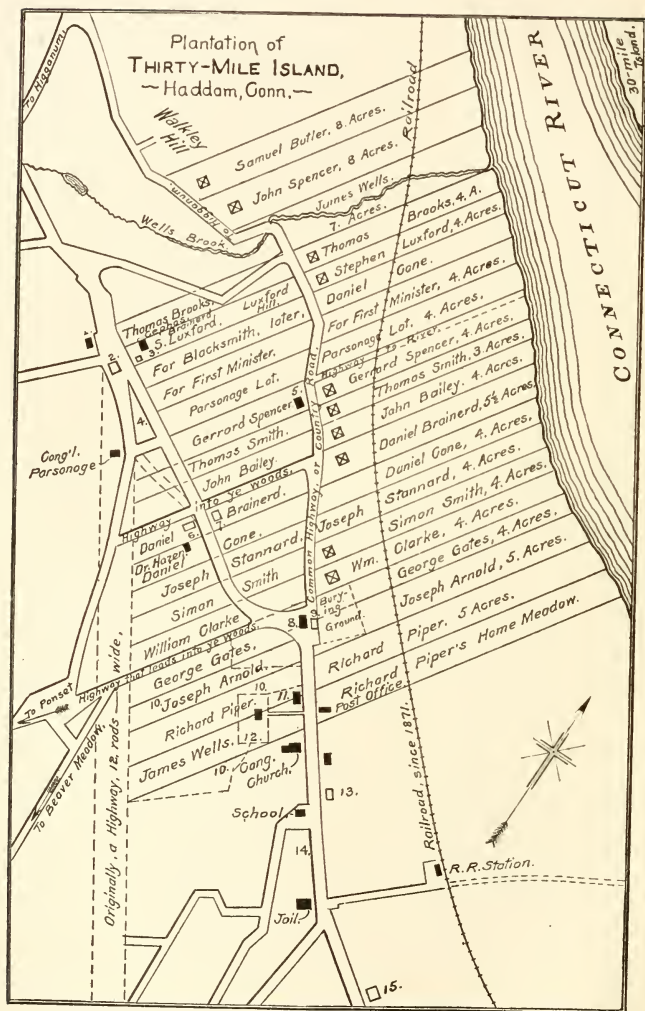 Plantation of
THIRTY-MILE ISLAND,
—Haddam, Conn.—
To Higganum.
Walkley
Hill
To Higganum.
Wells Brook.
Railroad
CONNECTICUT RIVER
30-mile
Island.
Samuel Butler, 8. Acres.
John Spencer, 8 Acres.
James Wells.
7. Acres.
Thomas Brooks, 4. A.
Stephen Luxford, 4. Acres.
Daniel Cone.
For First Minister, 4. Acres.
Parsonage Lot, 4. Acres.
Highway to River.
Gerrard Spencer, 4. Acres.
Thomas Smith, 3. Acres.
John Bailey. 4. Acres.
Daniel Brainerd, 5½ Acres.
Daniel Cone, 4. Acres.
Joseph Stannard, 4. Acres.
Simon Smith, 4. Acres.
Wm. Clarke, 4. Acres.
George Gates, 4. Acres.
Joseph Arnold, 5. Acres.
Richard Piper. 5 Acres.
Richard Piper's Home Meadow.
Post Office.
Common Highway, or Country Road.
Thomas Brooks,
Brainerd
Luxford
Hill.
3. S. Luxford.
For Blacksmith, later,
For First Minister.
Parsonage Lot.
Gerrard Spencer 5.
Thomas Smith.
John Bailey.
Highway into ye woods.
1.
2.
4.
Cong'l.
Parsonage
Daniel Brainerd.
6.
7.
Dr. Hazen.
Daniel Cone,
Joseph Stannard,
Simon Smith
William Clarke
Highway that leads into ye woods.
8.
9.
Burying-
Ground.
George Gates,
10. Joseph Arnold.
10.
11.
Richard Piper.
12.
James Wells.
10.
Cong.
Church.
To Ponset
To Beaver Meadow.
Originally, a Highway, 12. rods wide,
School.
13.
14.
Jail.
15.
Railroad, since 1871.
R.R. Station.